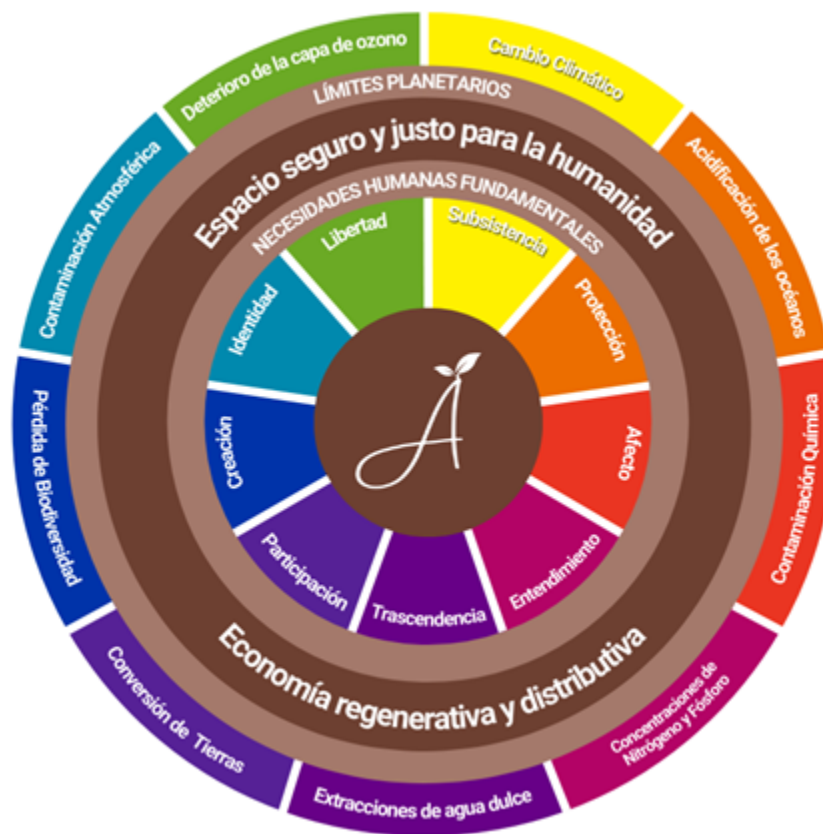 Cambio Climático
Acidificación de los océanos
Contaminación Química
Concentraciones de
Nitrógeno y Fósforo
Extracciones de agua dulce
Conversión de Tierras
Pérdida de Biodiversidad
Contaminación Atmosférica
Deterioro de la capa de ozono
LÍMITES PLANETARIOS
Espacio seguro y justo para la humanidad
Economía regenerativa y distributiva
NECESIDADES HUMANAS FUNDAMENTALES
Subsistencia
Protección
Afecto
Entendimiento
Trascendencia
Participación
Creación
Identidad
Libertad
A